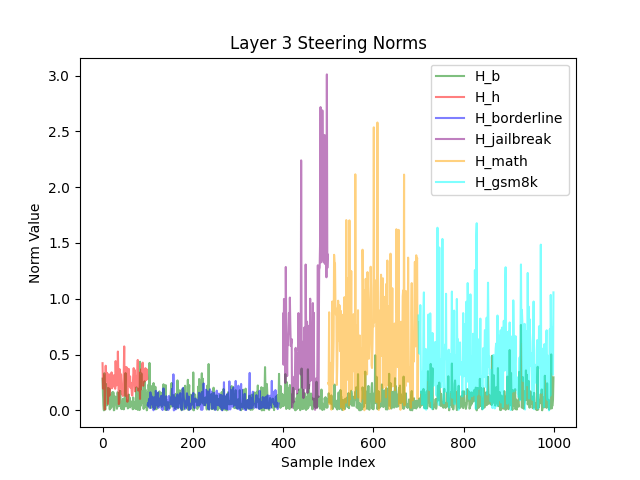 Layer 3 Steering Norms
3.0
2.5
2.0
1.5
1.0
0.5
0.0
Norm Value
H_b
H_h
H_borderline
H_jailbreak
H_math
H_gsm8k
0 200 400 600 800 1000
Sample Index